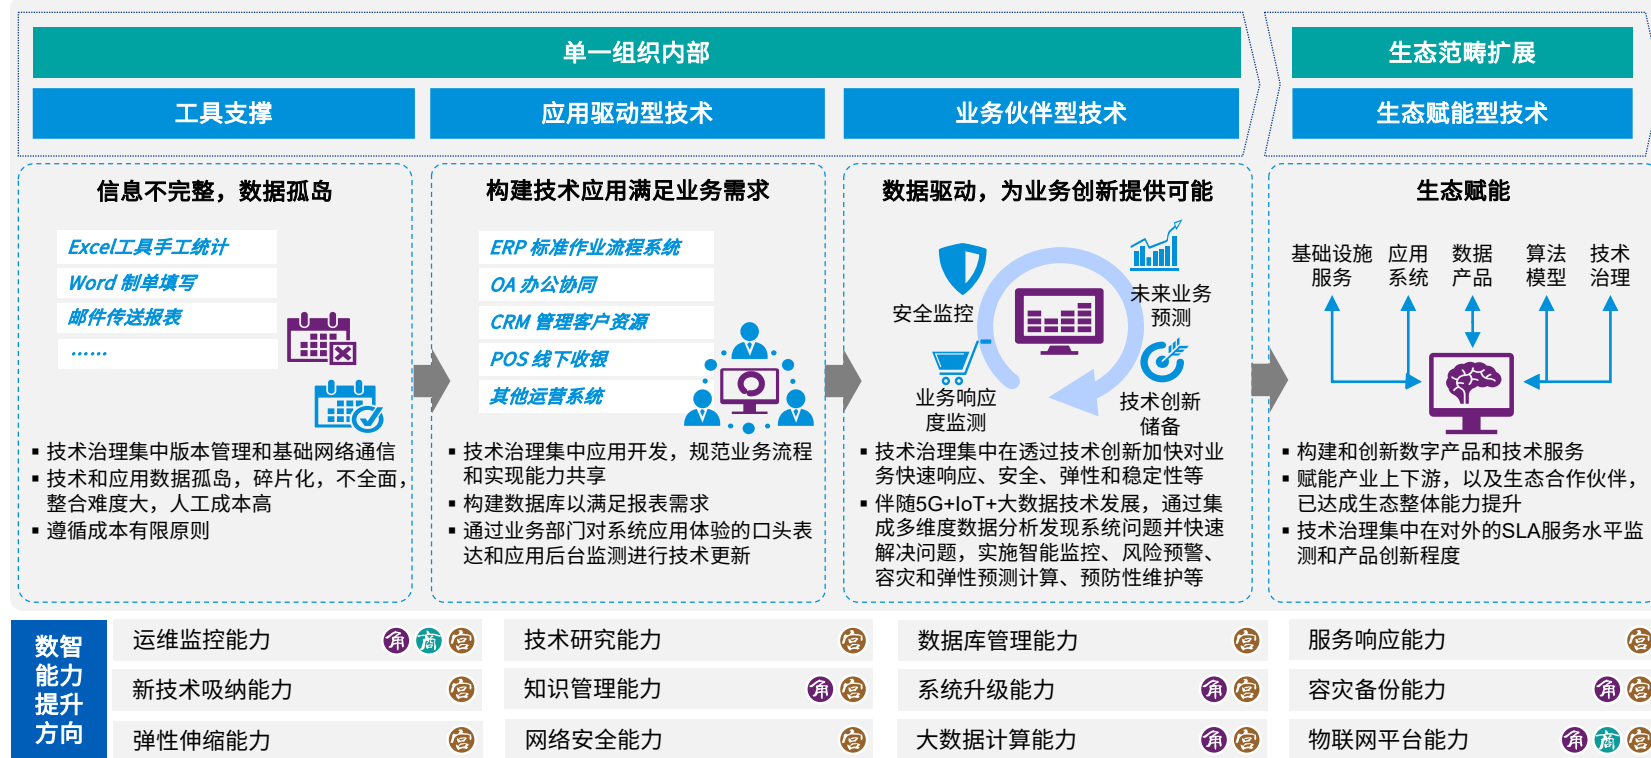 单一组织内部
生态范畴扩展
工具支撑
应用驱动型技术
业务伙伴型技术
生态赋能型技术
信息不完整，数据孤岛
Excel工具手工统计
Word 制单填写
邮件传送报表
……
▪ 技术治理集中版本管理和基础网络通信
▪ 技术和应用数据孤岛，碎片化，不全面，
整合难度大，人工成本高
▪ 遵循成本有限原则
构建技术应用满足业务需求
ERP 标准作业流程系统
OA 办公协同
CRM 管理客户资源
POS 线下收银
其他运营系统
▪ 技术治理集中应用开发，规范业务流程
和实现能力共享
▪ 构建数据库以满足报表需求
▪ 通过业务部门对系统应用体验的口头表
达和应用后台监测进行技术更新
数据驱动，为业务创新提供可能
安全监控
未来业务
预测
业务响应
度监测
技术创新
储备
▪ 技术治理集中在透过技术创新加快对业
务快速响应、安全、弹性和稳定性等
▪ 伴随5G+IoT+大数据技术发展，通过集
成多维度数据分析发现系统问题并快速
解决问题，实施智能监控、风险预警、
容灾和弹性预测计算、预防性维护等
生态赋能
基础设施
服务
应用
系统
数据
产品
算法
模型
技术
治理
▪ 构建和创新数字产品和技术服务
▪ 赋能产业上下游，以及生态合作伙伴，
已达成生态整体能力提升
▪ 技术治理集中在对外的SLA服务水平监
测和产品创新程度
数智
能力
提升
方向
运维监控能力 角 商 宫
技术研究能力 宫
数据库管理能力 宫
服务响应能力 宫
新技术吸纳能力 宫
知识管理能力 角 宫
系统升级能力 角 宫
容灾备份能力 角 宫
弹性伸缩能力 宫
网络安全能力 宫
大数据计算能力 角 宫
物联网平台能力 角 商 宫